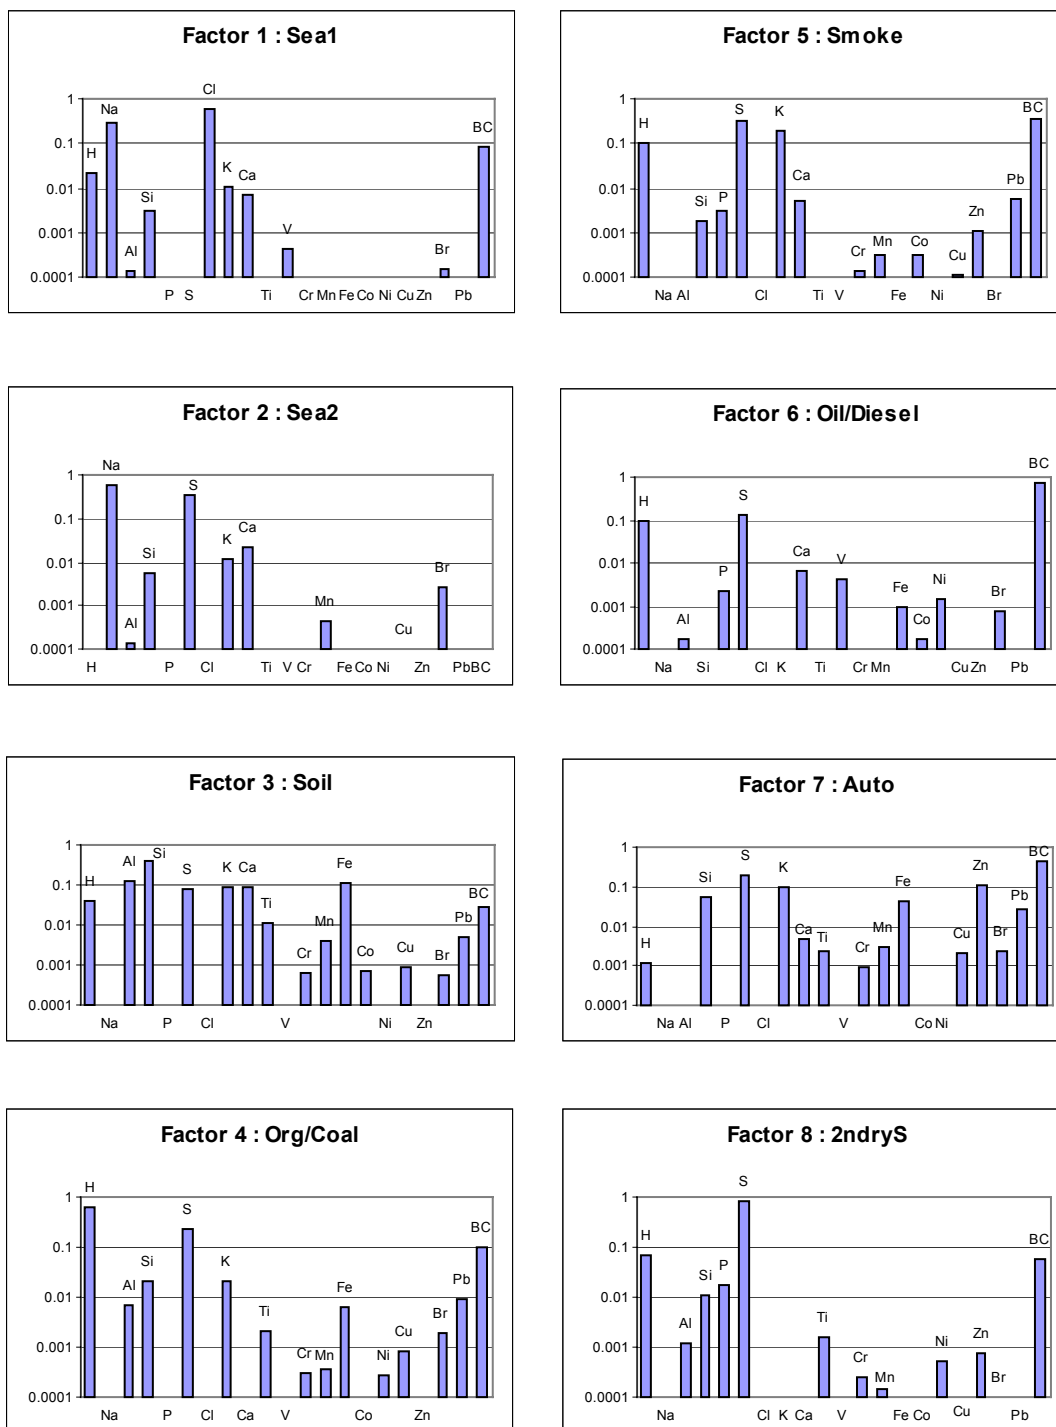 Factor 1 : Sea1
Cl
1
Na
BC
0.1
H
K
Ca
0.01
Si
V
0.001
Al
Br
0.0001
P S Ti Cr Mn Fe Co Ni Cu Zn Pb
Factor 5 : Smoke
1
S K BC
H
0.1
Ca
Pb
0.01
Si P
Zn
0.001
Cr Mn Co
Cu
0.0001
Na Al Cl Ti V Fe Ni Br
Factor 2 : Sea2
Na
1
S
0.1
K Ca
Si
0.01
Br
0.001
Al Mn
Cu
0.0001
H P Cl Ti V Cr Fe Co Ni Zn Pb BC
Factor 6 : Oil/Diesel
BC
1
H S
0.1
Ca V
0.01
P
Fe Ni
Br
0.001
Al Co
0.0001
Na Si Cl K Ti Cr Mn Cu Zn Pb
Factor 3 : Soil
1
Al Si S K Ca Fe
H
0.1
BC
Ti
0.01
Mn Pb
Cr Co Cu Br
0.001
0.0001
Na P Cl V Ni Zn
Factor 7 : Auto
1
S BC
Si K Zn
0.1
Fe
Pb
0.01
Ca Ti Mn Cu Br
H Cr
0.001
0.0001
Na Al P Cl V Co Ni
Factor 4 : Org/Coal
H
1
S
BC
0.1
Al Si K Fe Pb
0.01
Ti
Br
0.001
Cr Mn Ni Cu
0.0001
Na P Cl Ca V Co Zn
Factor 8 : 2ndryS
S
1
H BC
0.1
Si P
0.01
Al Ti
Ni Zn
0.001
Cr Mn Br
0.0001
Na Cl K Ca V Fe Co Cu Pb